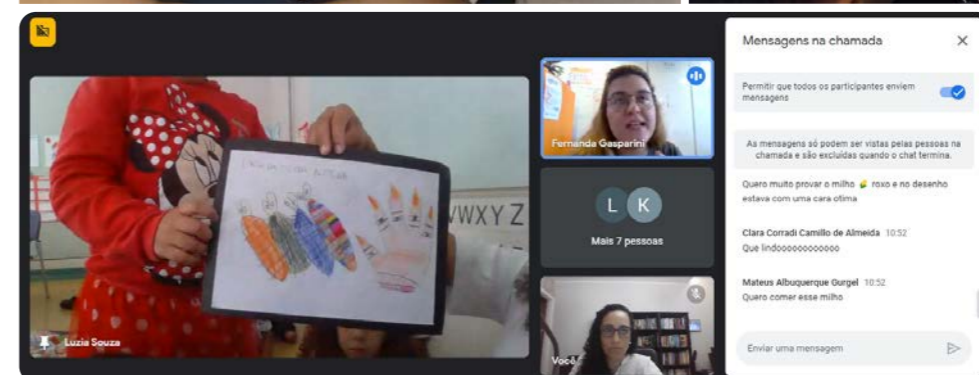 Mensagens na chamada
Permitir que todos os participantes enviem
mensagens
As mensagens só podem ser vistas pelas pessoas na
chamada e são excluídas quando o chat termina.
Quero muito provar o milho 🌽 roxo e no desenho
estava com uma cara otima
Clara Corradi Camillo de Almeida 10:52
Que lindoooooooooooo
Mateus Albuquerque Gurgel 10:52
Quero comer esse milho
Enviar uma mensagem
Fernanda Gasparini
L K
Mais 7 pessoas
Você
Luzia Souza
VWXYZ